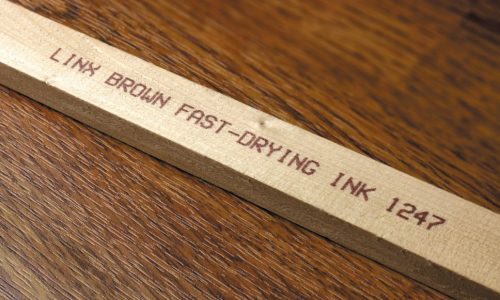 LINX BROWN FAST-DRYING INK 1247